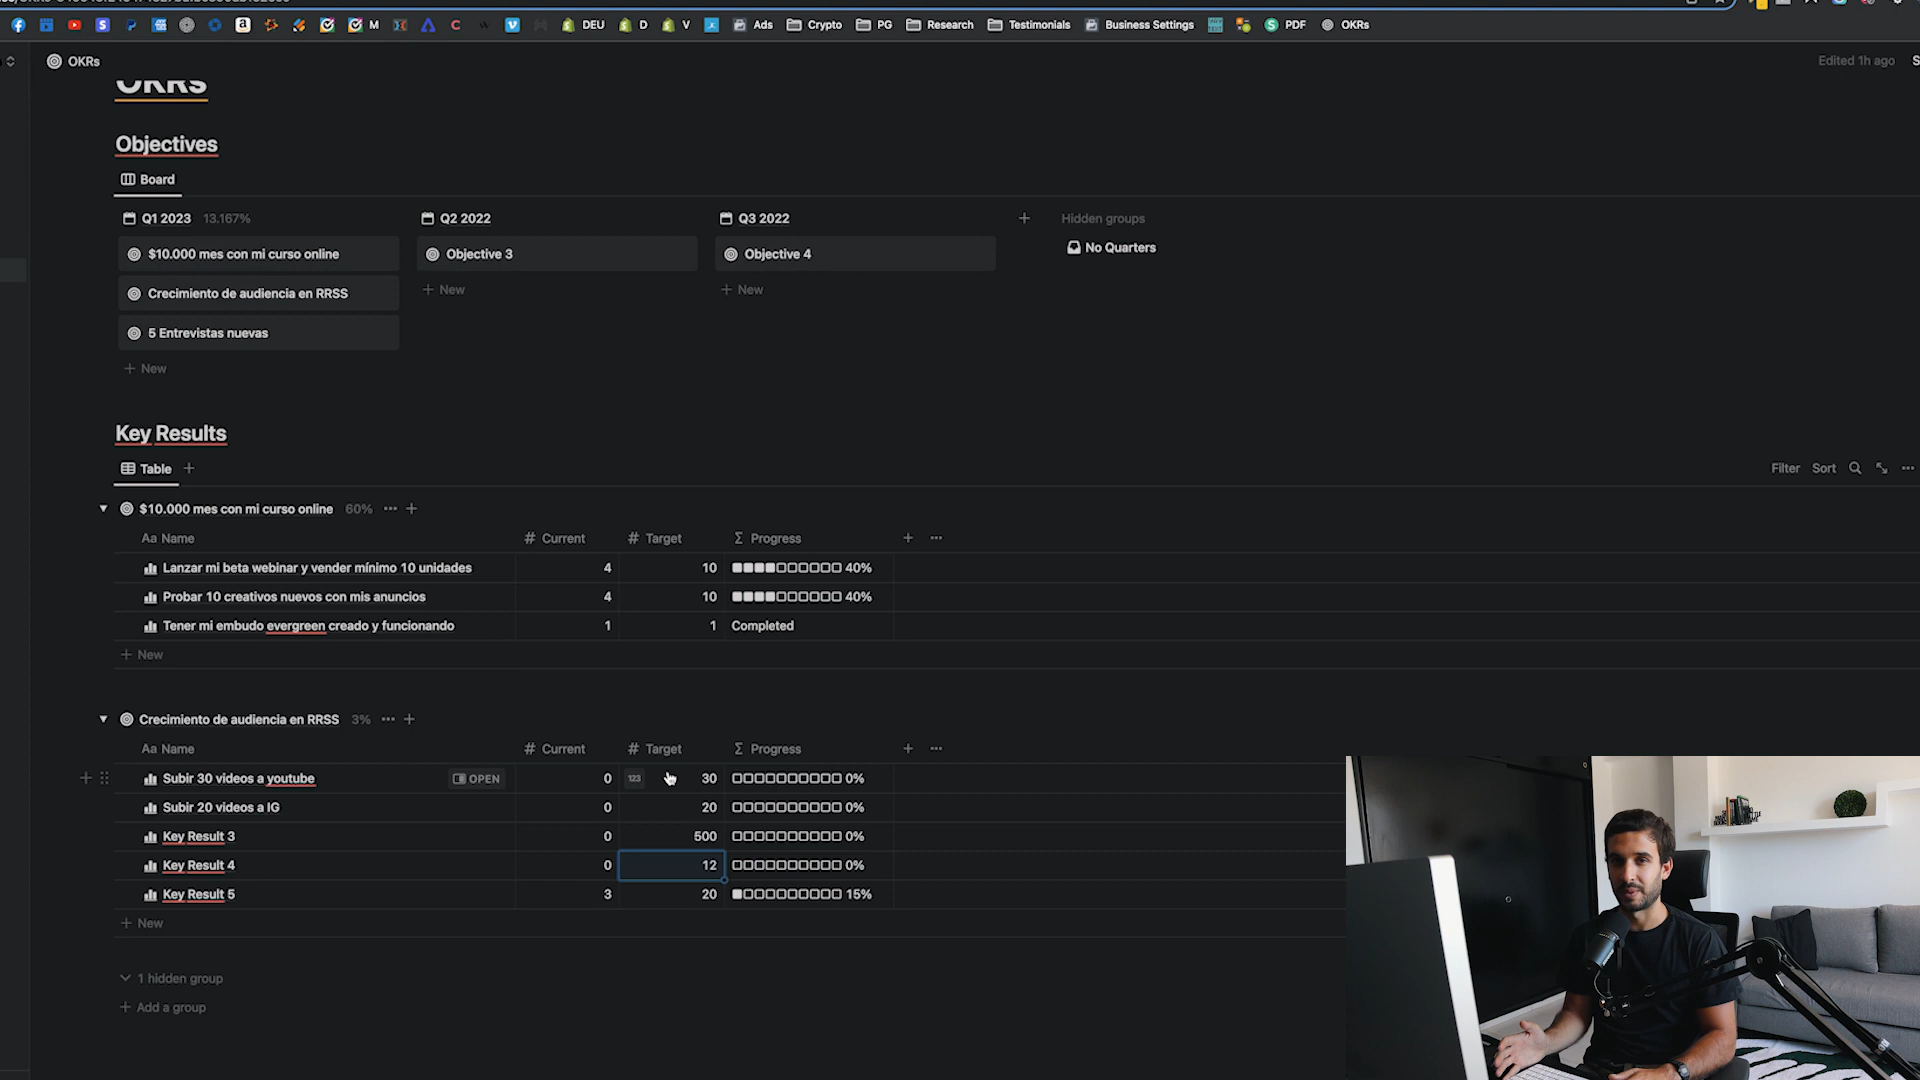 M
DEU
D
V
Ads
Crypto
PG
Research
Testimonials
Business Settings
PDF
OKRs
OKRs
Edited 1h ago
OKRs
Objectives
Board
Q1 2023 13.167%
Q2 2022
Q3 2022
Hidden groups
$10.000 mes con mi curso online
Objective 3
Objective 4
No Quarters
Crecimiento de audiencia en RRSS
New
New
5 Entrevistas nuevas
New
Key Results
Table
Filter Sort
$10.000 mes con mi curso online 60%
Aa Name # Current # Target Σ Progress
Lanzar mi beta webinar y vender mínimo 10 unidades 4 10 40%
Probar 10 creativos nuevos con mis anuncios 4 10 40%
Tener mi embudo evergreen creado y funcionando 1 1 Completed
New
Crecimiento de audiencia en RRSS 3%
Aa Name # Current # Target Σ Progress
Subir 30 videos a youtube OPEN 0 123 30 0%
Subir 20 videos a IG 0 20 0%
Key Result 3 0 500 0%
Key Result 4 0 12 0%
Key Result 5 3 20 15%
New
1 hidden group
Add a group